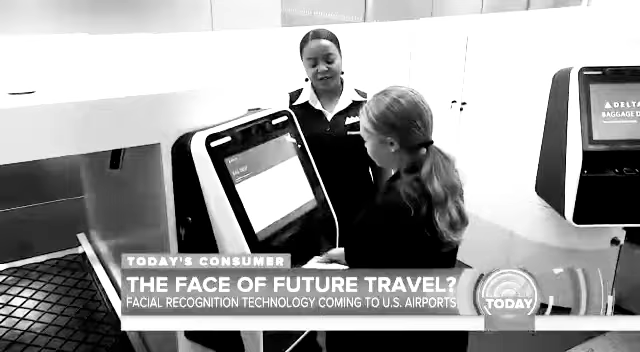 DELTA
BAGGAGE D
TODAY'S CONSUMER
THE FACE OF FUTURE TRAVEL?
FACIAL RECOGNITION TECHNOLOGY COMING TO U.S. AIRPORTS
TODAY